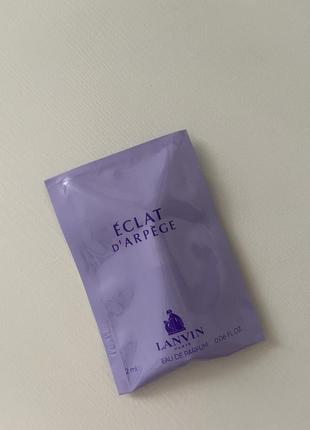 ÉCLAT
D'ARPÈGE
LANVIN
PARIS
2 ml EAU DE PARFUM 0.06 FL.OZ.